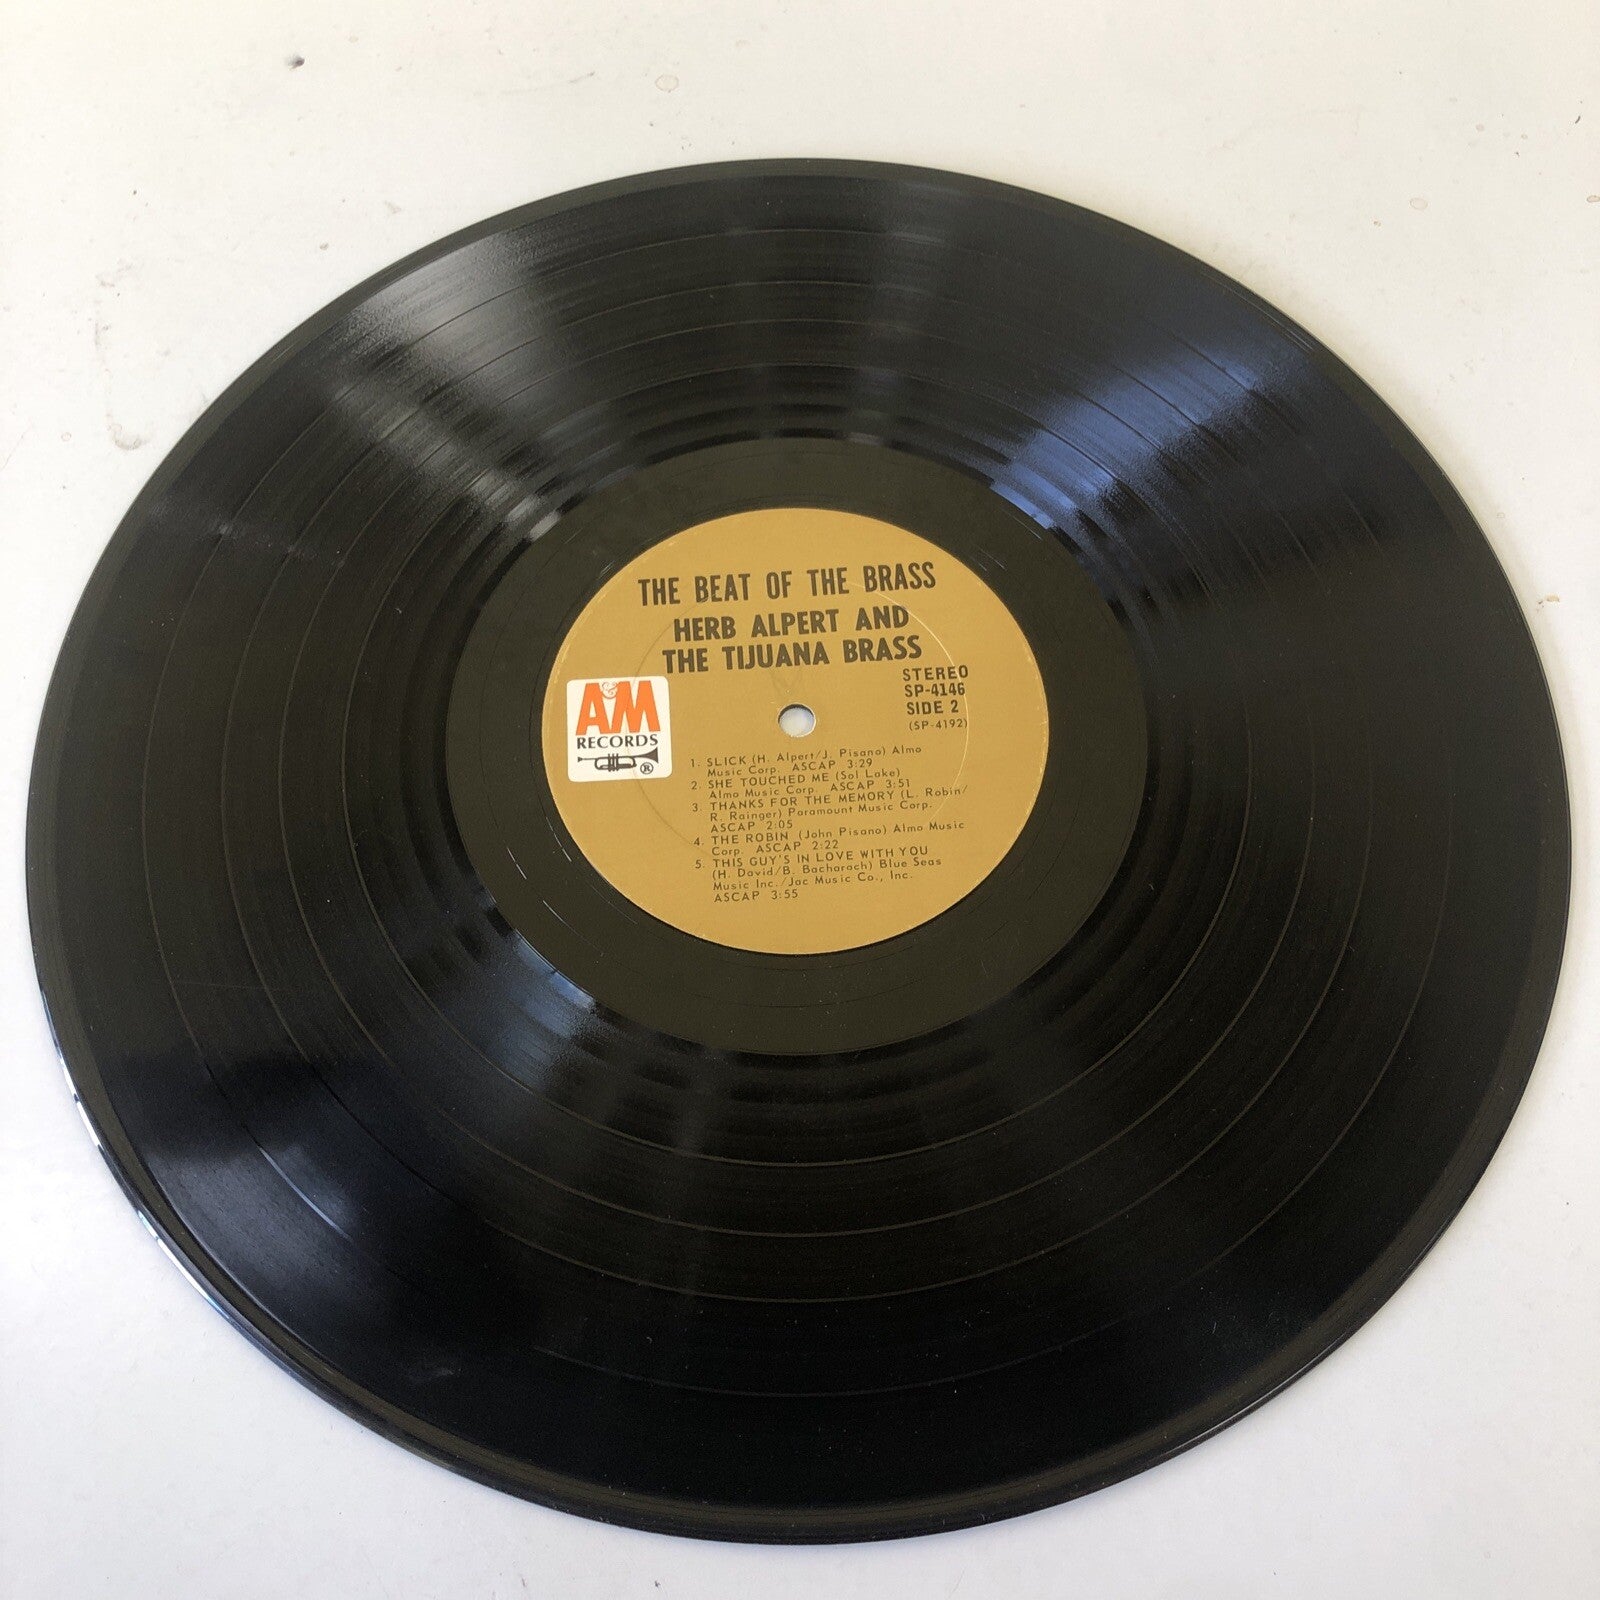 THE BEAT OF THE BRASS
HERB ALPERT AND
THE TIJUANA BRASS
STEREO
SP-4146
SIDE 2
(SP-4192)
A&M
RECORDS
®
1. SLICK (H. Alpert/J. Pisano) Almo
Music Corp. ASCAP 3:29
2. SHE TOUCHED ME (Sol Lake)
Almo Music Corp. ASCAP 3:51
3. THANKS FOR THE MEMORY (L. Robin/
R. Rainger) Paramount Music Corp.
ASCAP 2:05
4. THE ROBIN (John Pisano) Almo Music
Corp. ASCAP 2:22
5. THIS GUY'S IN LOVE WITH YOU
(H. David/B. Bacharach) Blue Seas
Music Inc./Jac Music Co., Inc.
ASCAP 3:55